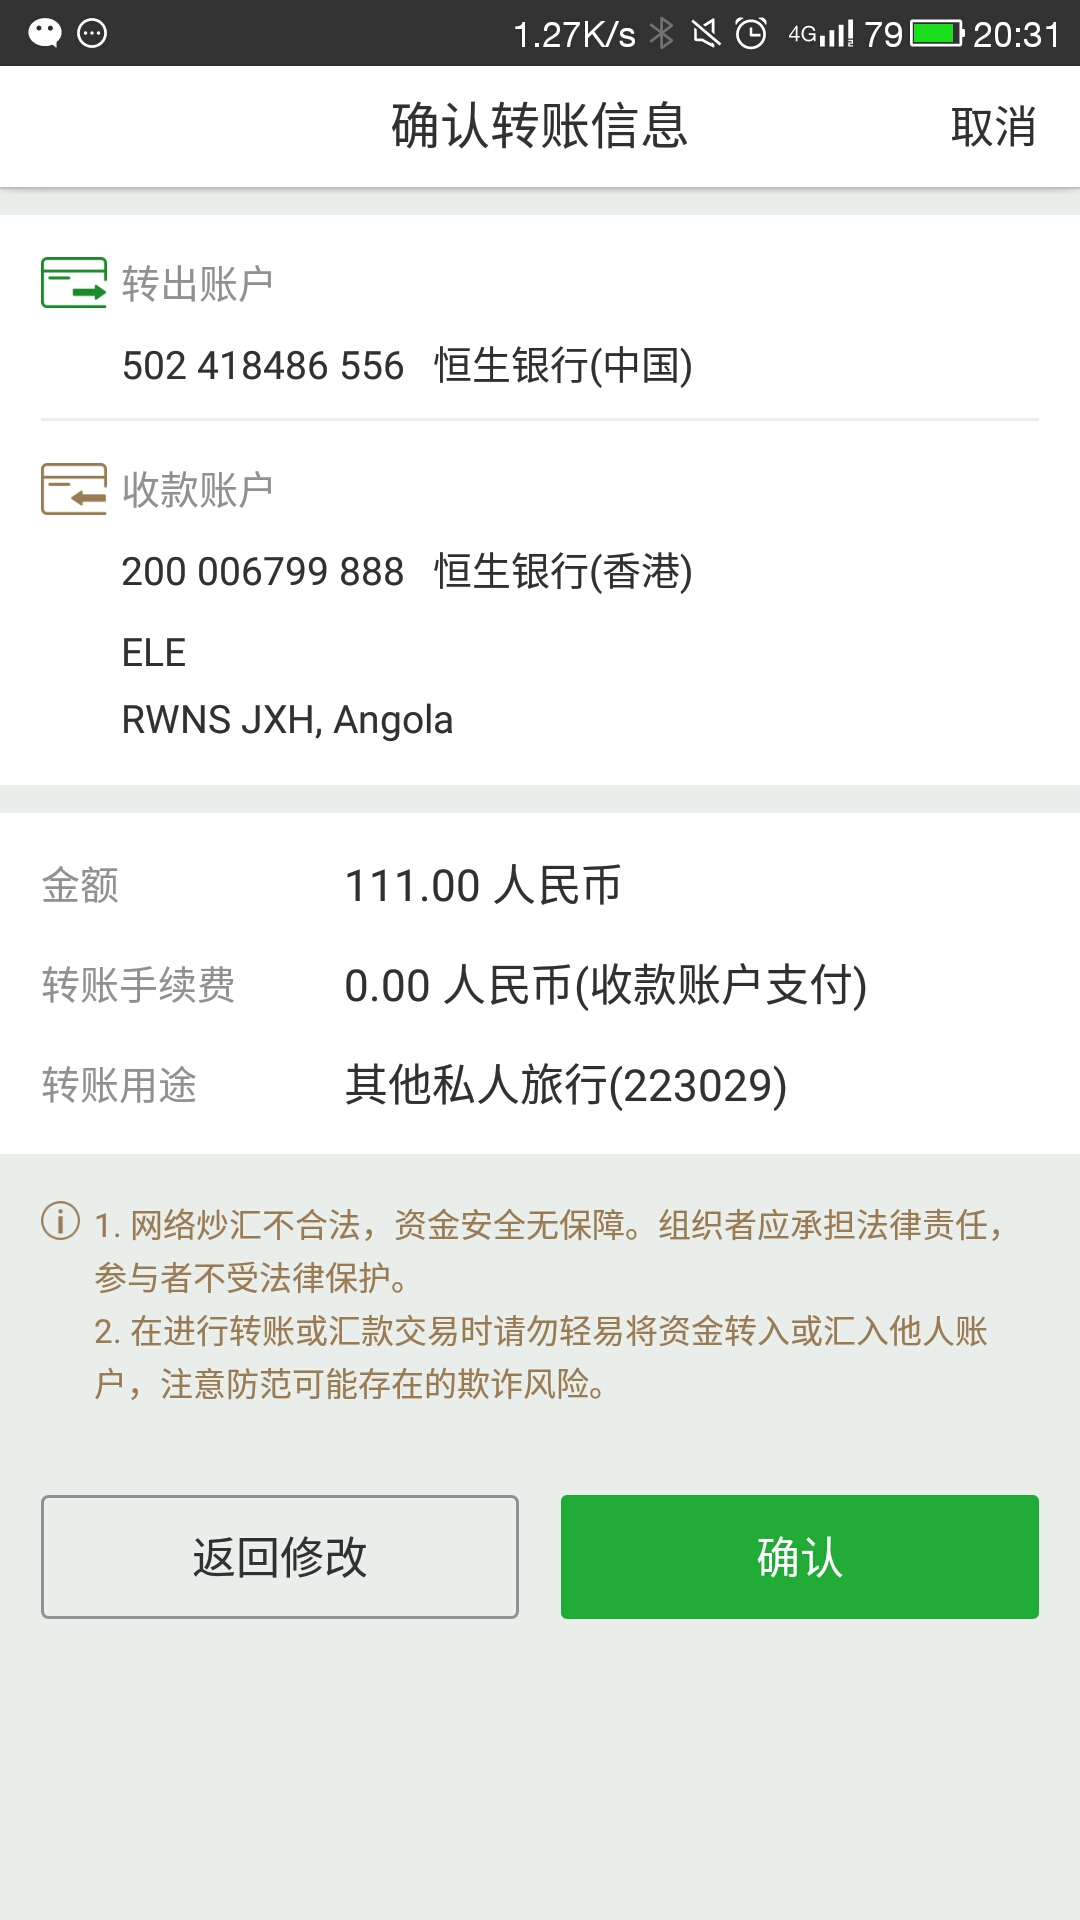 1.27K/s 4G 79 20:31
确认转账信息 取消
转出账户
502 418486 556 恒生银行(中国)
收款账户
200 006799 888 恒生银行(香港)
ELE
RWNS JXH, Angola
金额 111.00 人民币
转账手续费 0.00 人民币(收款账户支付)
转账用途 其他私人旅行(223029)
1. 网络炒汇不合法，资金安全无保障。组织者应承担法律责任，
参与者不受法律保护。
2. 在进行转账或汇款交易时请勿轻易将资金转入或汇入他人账
户，注意防范可能存在的欺诈风险。
返回修改 确认